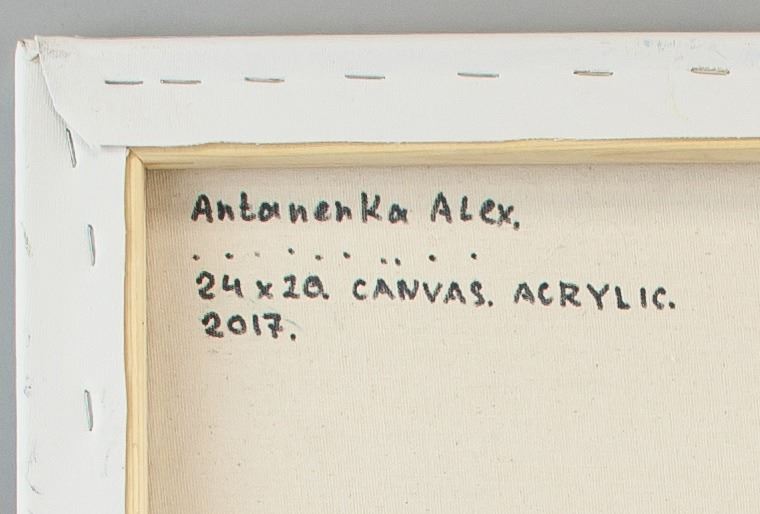 Antanenka Alex.
. . . . . .. . .
24 x 20. CANVAS. ACRYLIC.
2017.